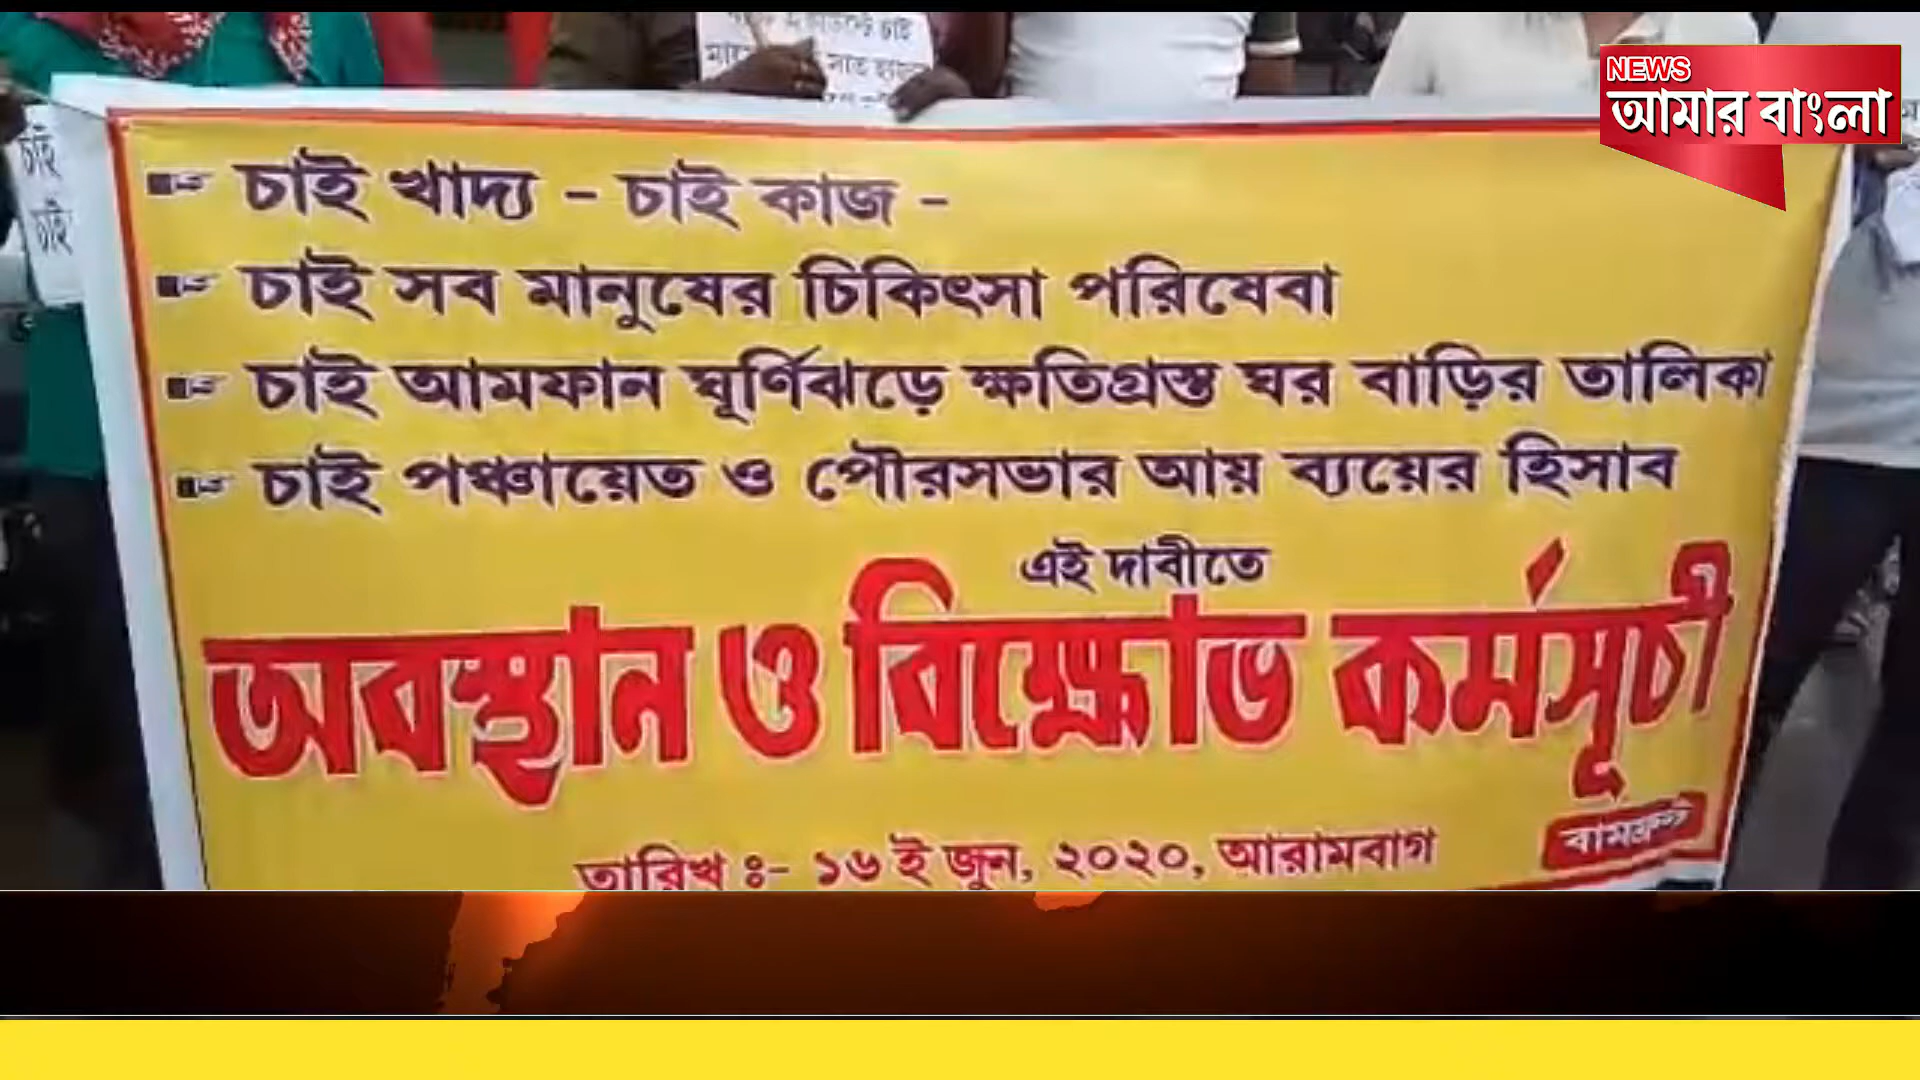 NEWS
আমার বাংলা
চাই
চাই
চাই খাদ্য - চাই কাজ -
চাই সব মানুষের চিকিৎসা পরিষেবা
চাই আমফান ঘূর্ণিঝড়ে ক্ষতিগ্রস্ত ঘর বাড়ির তালিকা
চাই পঞ্চায়েত ও পৌরসভার আয় ব্যয়ের হিসাব
এই দাবীতে
অবস্থান ও বিক্ষোভ কর্মসূচী
তারিখ ঃ- ১৬ ই জুন, ২০২০, আরামবাগ
বামফ্রন্ট